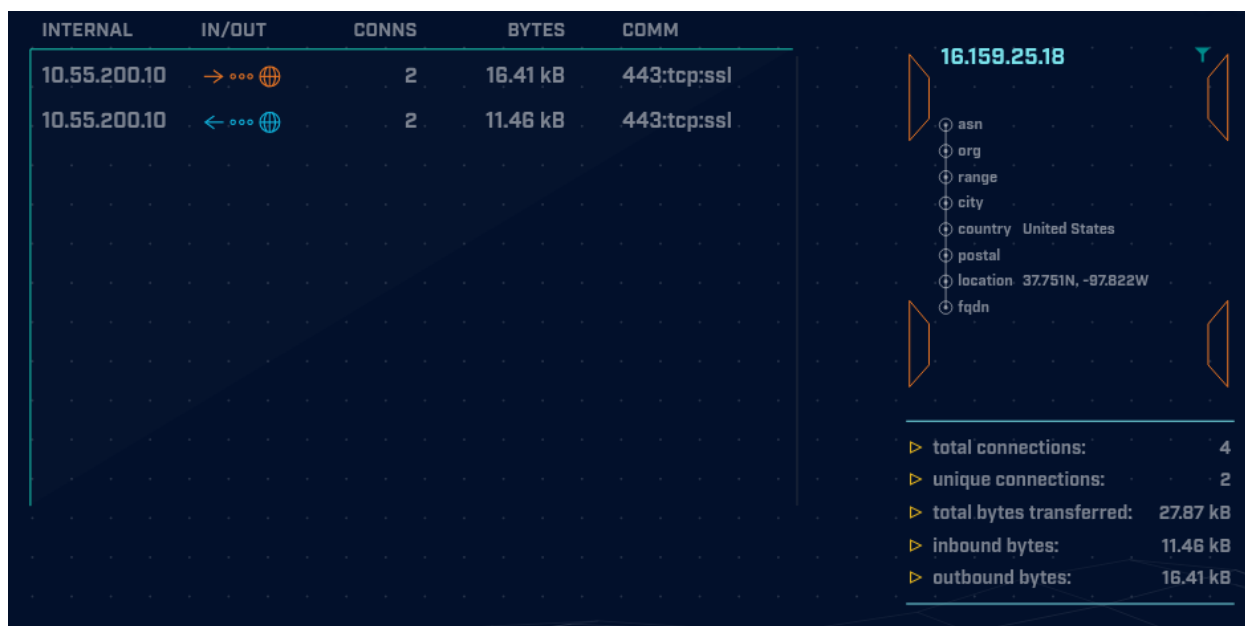 INTERNAL IN/OUT CONNS BYTES COMM
10.55.200.10 2 16.41 kB 443:tcp:ssl
10.55.200.10 2 11.46 kB 443:tcp:ssl
16.159.25.18
asn
org
range
city
country United States
postal
location 37.751N, -97.822W
fqdn
total connections: 4
unique connections: 2
total bytes transferred: 27.87 kB
inbound bytes: 11.46 kB
outbound bytes: 16.41 kB